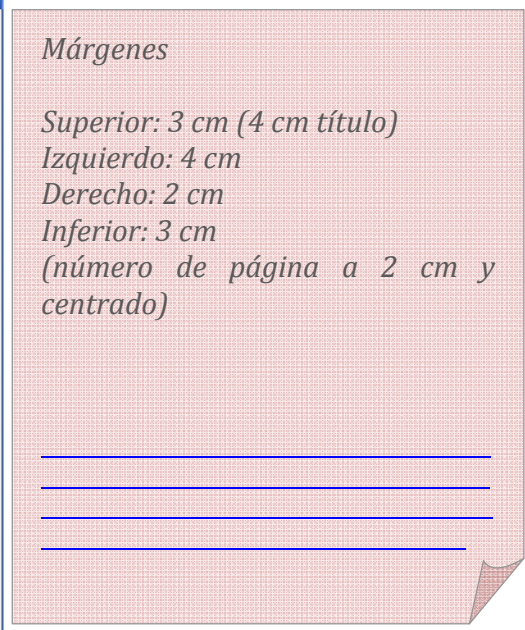 Márgenes
Superior: 3 cm (4 cm título)
Izquierdo: 4 cm
Derecho: 2 cm
Inferior: 3 cm
(número de página a 2 cm y
centrado)